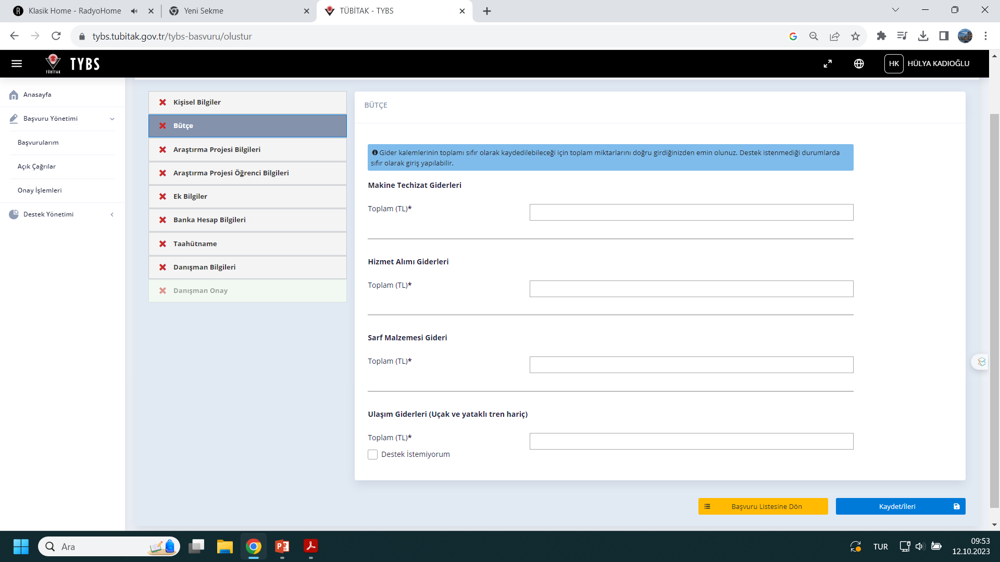 Klasik Home - RadyoHome
Yeni Sekme
TÜBİTAK - TYBS
tybs.tubitak.gov.tr/tybs-basvuru/olustur
TÜBİTAK
TYBS
HK
HÜLYA KADIOĞLU
Anasayfa
Başvuru Yönetimi
Başvurularım
Açık Çağrılar
Onay İşlemleri
Destek Yönetimi
Kişisel Bilgiler
Bütçe
Araştırma Projesi Bilgileri
Araştırma Projesi Öğrenci Bilgileri
Ek Bilgiler
Banka Hesap Bilgileri
Taahütname
Danışman Bilgileri
Danışman Onay
BÜTÇE
Gider kalemlerinin toplamı sıfır olarak kaydedilebileceği için toplam miktarlarını doğru girdiğinizden emin olunuz. Destek istenmediği durumlarda
sıfır olarak giriş yapılabilir.
Makine Techizat Giderleri
Toplam (TL)*
Hizmet Alımı Giderleri
Toplam (TL)*
Sarf Malzemesi Gideri
Toplam (TL)*
Ulaşım Giderleri (Uçak ve yataklı tren hariç)
Toplam (TL)*
Destek İstemiyorum
Başvuru Listesine Dön
Kaydet/İleri
Ara
TUR
09:53
12.10.2023